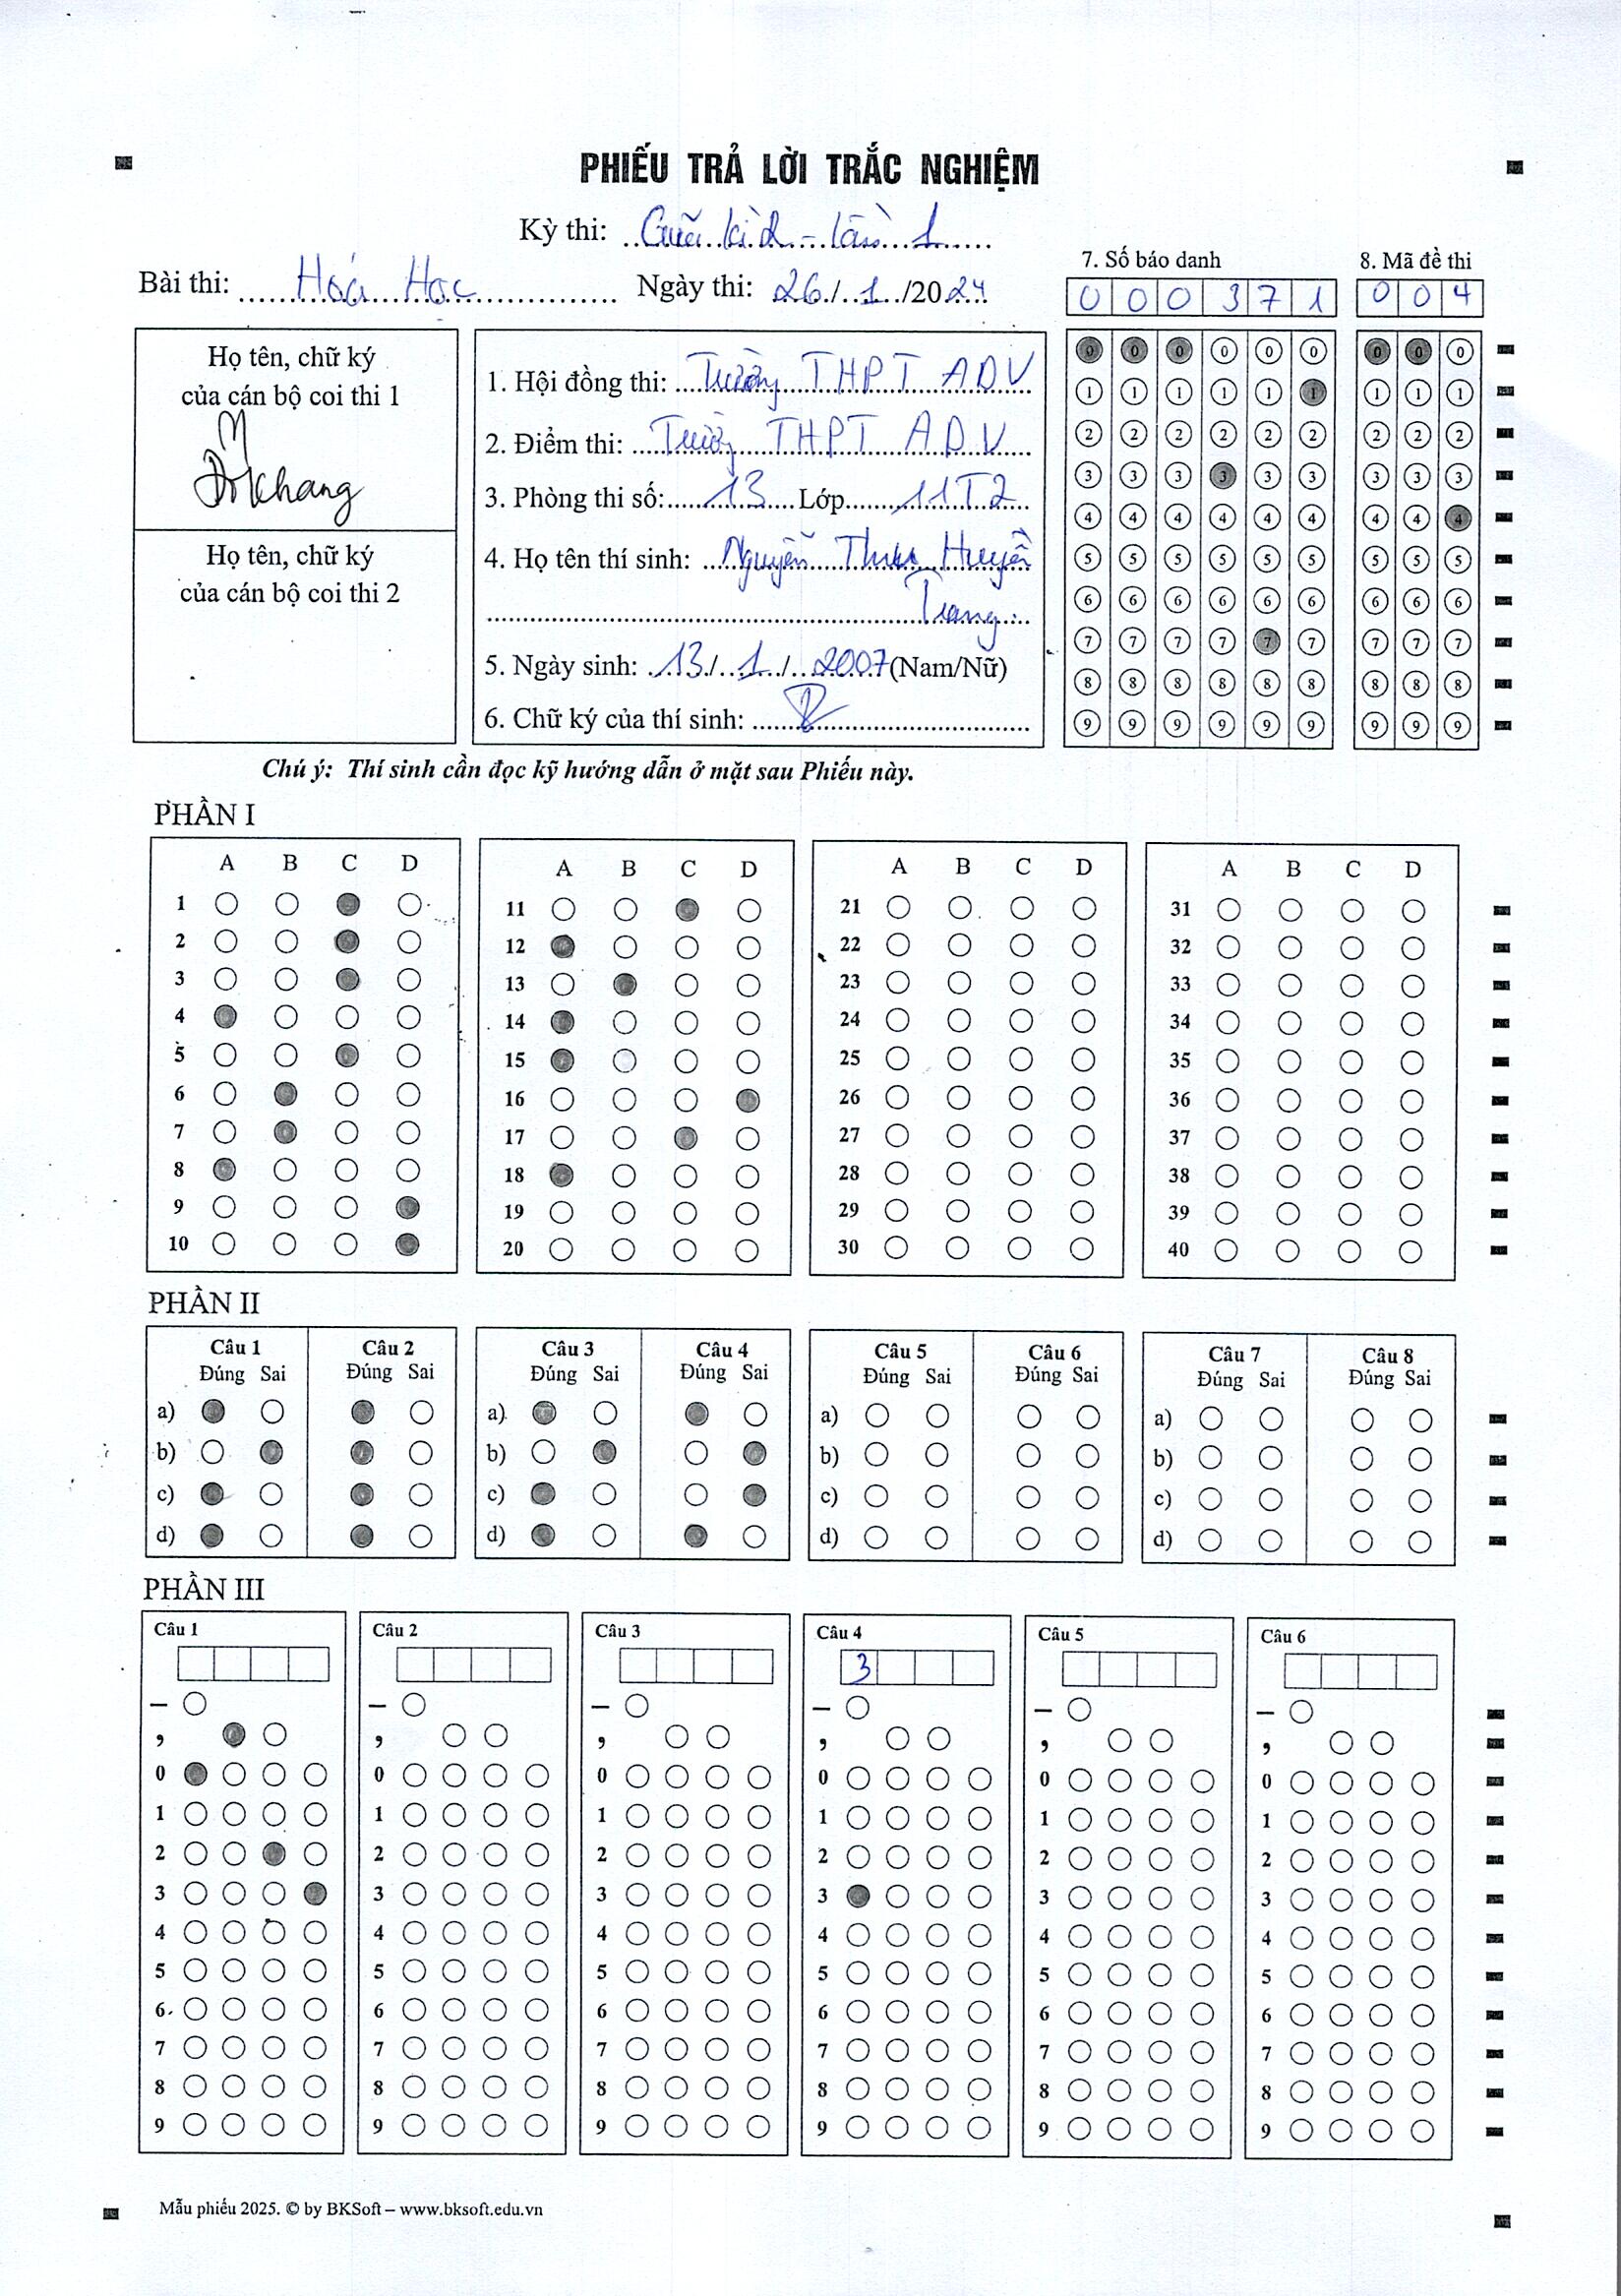 PHIẾU TRẢ LỜI TRẮC NGHIỆM
Kỳ thi: Giữa kì 2 - lần 1
Bài thi: Hoá Học Ngày thi: 26/1/2024
7. Số báo danh 8. Mã đề thi
0 0 0 3 7 1 0 0 4
Họ tên, chữ ký
của cán bộ coi thi 1
Khang
Họ tên, chữ ký
của cán bộ coi thi 2
1. Hội đồng thi: Trường THPT ADV
2. Điểm thi: Trường THPT ADV
3. Phòng thi số: 13 Lớp 11T2
4. Họ tên thí sinh: Nguyễn Huyền
Trang
5. Ngày sinh: 13/1/2007 (Nam/Nữ)
6. Chữ ký của thí sinh:
0 0 0 0 0 0 0 0 0
1 1 1 1 1 1 1 1 1
2 2 2 2 2 2 2 2 2
3 3 3 3 3 3 3 3 3
4 4 4 4 4 4 4 4 4
5 5 5 5 5 5 5 5 5
6 6 6 6 6 6 6 6 6
7 7 7 7 7 7 7 7 7
8 8 8 8 8 8 8 8 8
9 9 9 9 9 9 9 9 9
Chú ý: Thí sinh cần đọc kỹ hướng dẫn ở mặt sau Phiếu này.
PHẦN I
A B C D A B C D A B C D A B C D
1 11 21 31
2 12 22 32
3 13 23 33
4 14 24 34
5 15 25 35
6 16 26 36
7 17 27 37
8 18 28 38
9 19 29 39
10 20 30 40
PHẦN II
Câu 1 Câu 2 Câu 3 Câu 4 Câu 5 Câu 6 Câu 7 Câu 8
Đúng Sai Đúng Sai Đúng Sai Đúng Sai Đúng Sai Đúng Sai Đúng Sai Đúng Sai
a) a) a) a)
b) b) b) b)
c) c) c) c)
d) d) d) d)
PHẦN III
Câu 1 Câu 2 Câu 3 Câu 4 Câu 5 Câu 6
3
– – – – – –
, , , , , ,
0 0 0 0 0 0
1 1 1 1 1 1
2 2 2 2 2 2
3 3 3 3 3 3
4 4 4 4 4 4
5 5 5 5 5 5
6 6 6 6 6 6
7 7 7 7 7 7
8 8 8 8 8 8
9 9 9 9 9 9
Mẫu phiếu 2025. © by BKSoft – www.bksoft.edu.vn